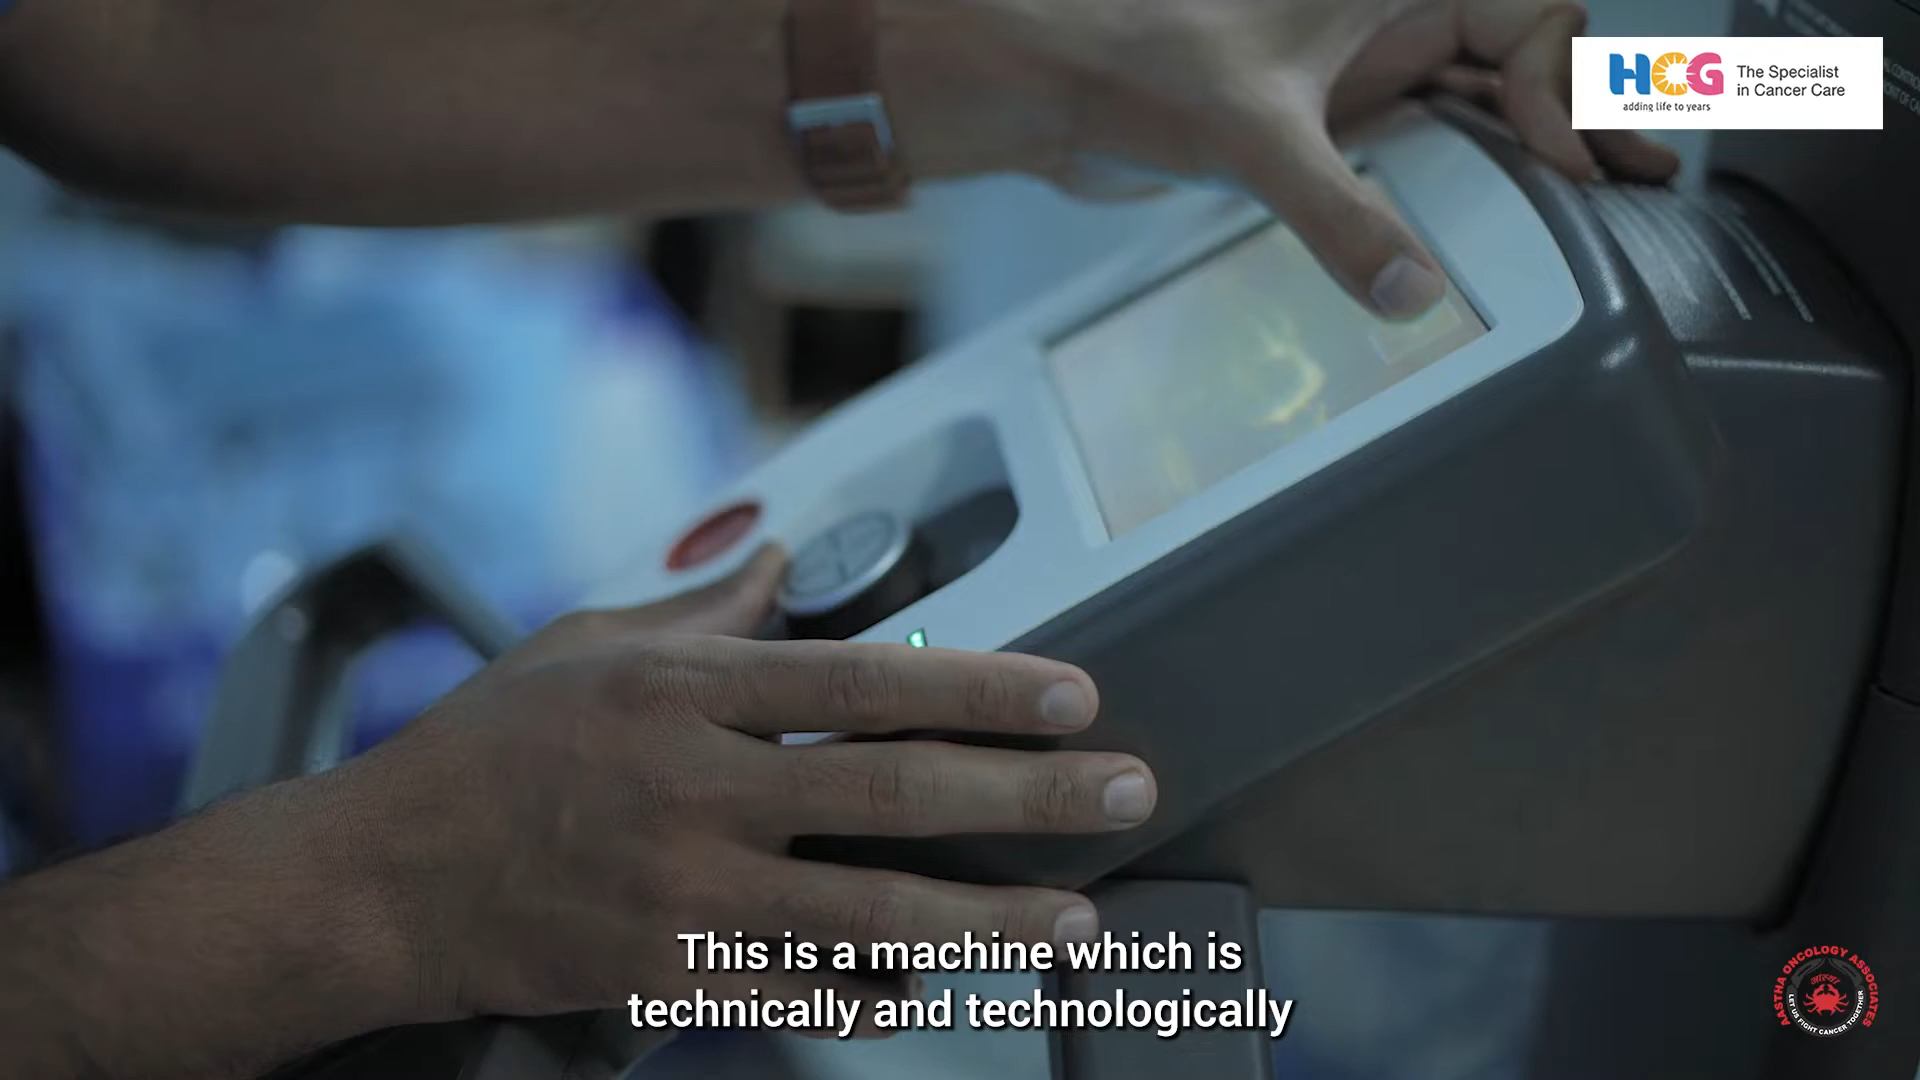 HCG
adding life to years
The Specialist
in Cancer Care
This is a machine which is
technically and technologically
AASTHA ONCOLOGY ASSOCIATES
आस्था
LET US FIGHT CANCER TOGETHER